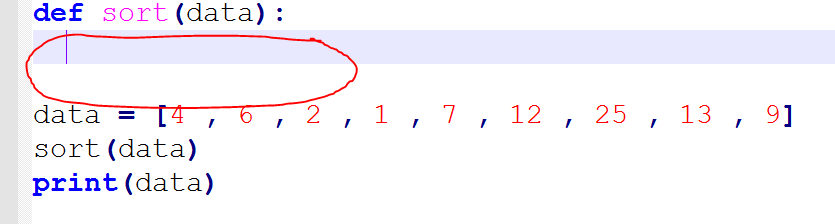 def sort(data):
data = [4 , 6 , 2 , 1 , 7 , 12 , 25 , 13 , 9]
sort(data)
print(data)